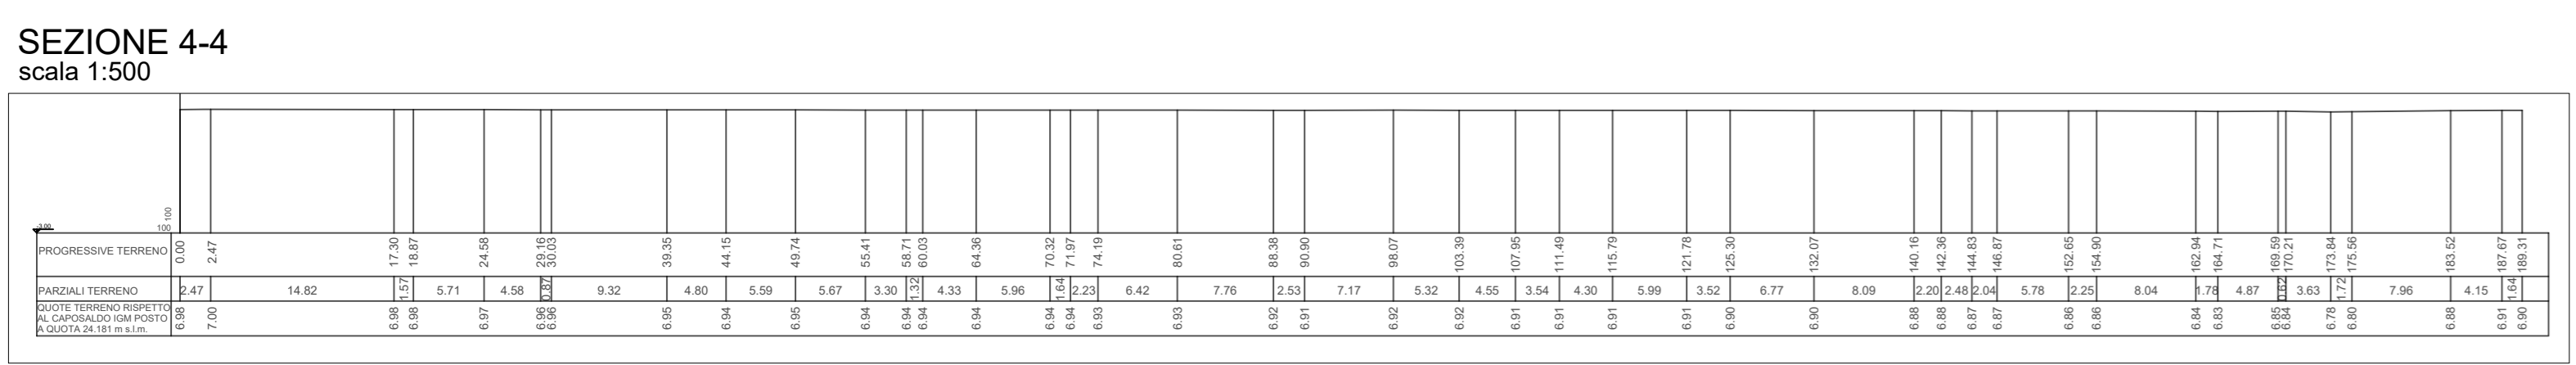 SEZIONE 4-4
scala 1:500
-3.00
100
100
PROGRESSIVE TERRENO 0.00 2.47 17.30 18.87 24.58 29.16 30.03 39.35 44.15 49.74 55.41 58.71 60.03 64.36 70.32 71.97 74.19 80.61 88.38 90.90 98.07 103.39 107.95 111.49 115.79 121.78 125.30 132.07 140.16 142.36 144.83 146.87 152.65 154.90 162.94 164.71 169.59 170.21 173.84 175.56 183.52 187.67 189.31
PARZIALI TERRENO 2.47 14.82 1.57 5.71 4.58 0.87 9.32 4.80 5.59 5.67 3.30 1.32 4.33 5.96 1.64 2.23 6.42 7.76 2.53 7.17 5.32 4.55 3.54 4.30 5.99 3.52 6.77 8.09 2.20 2.48 2.04 5.78 2.25 8.04 1.78 4.87 0.62 3.63 1.72 7.96 4.15 1.64
QUOTE TERRENO RISPETTO
AL CAPOSALDO IGM POSTO
A QUOTA 24.181 m s.l.m.
6.98 7.00 6.98 6.98 6.97 6.96 6.96 6.95 6.94 6.95 6.94 6.94 6.94 6.94 6.94 6.94 6.93 6.93 6.92 6.91 6.92 6.92 6.91 6.91 6.91 6.91 6.90 6.90 6.88 6.88 6.87 6.87 6.86 6.86 6.84 6.83 6.85 6.84 6.78 6.80 6.88 6.91 6.90